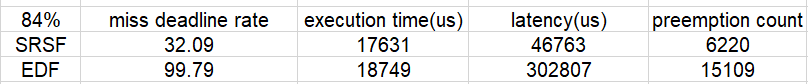 84% miss deadline rate execution time(us) latency(us) preemption count
SRSF 32.09 17631 46763 6220
EDF 99.79 18749 302807 15109